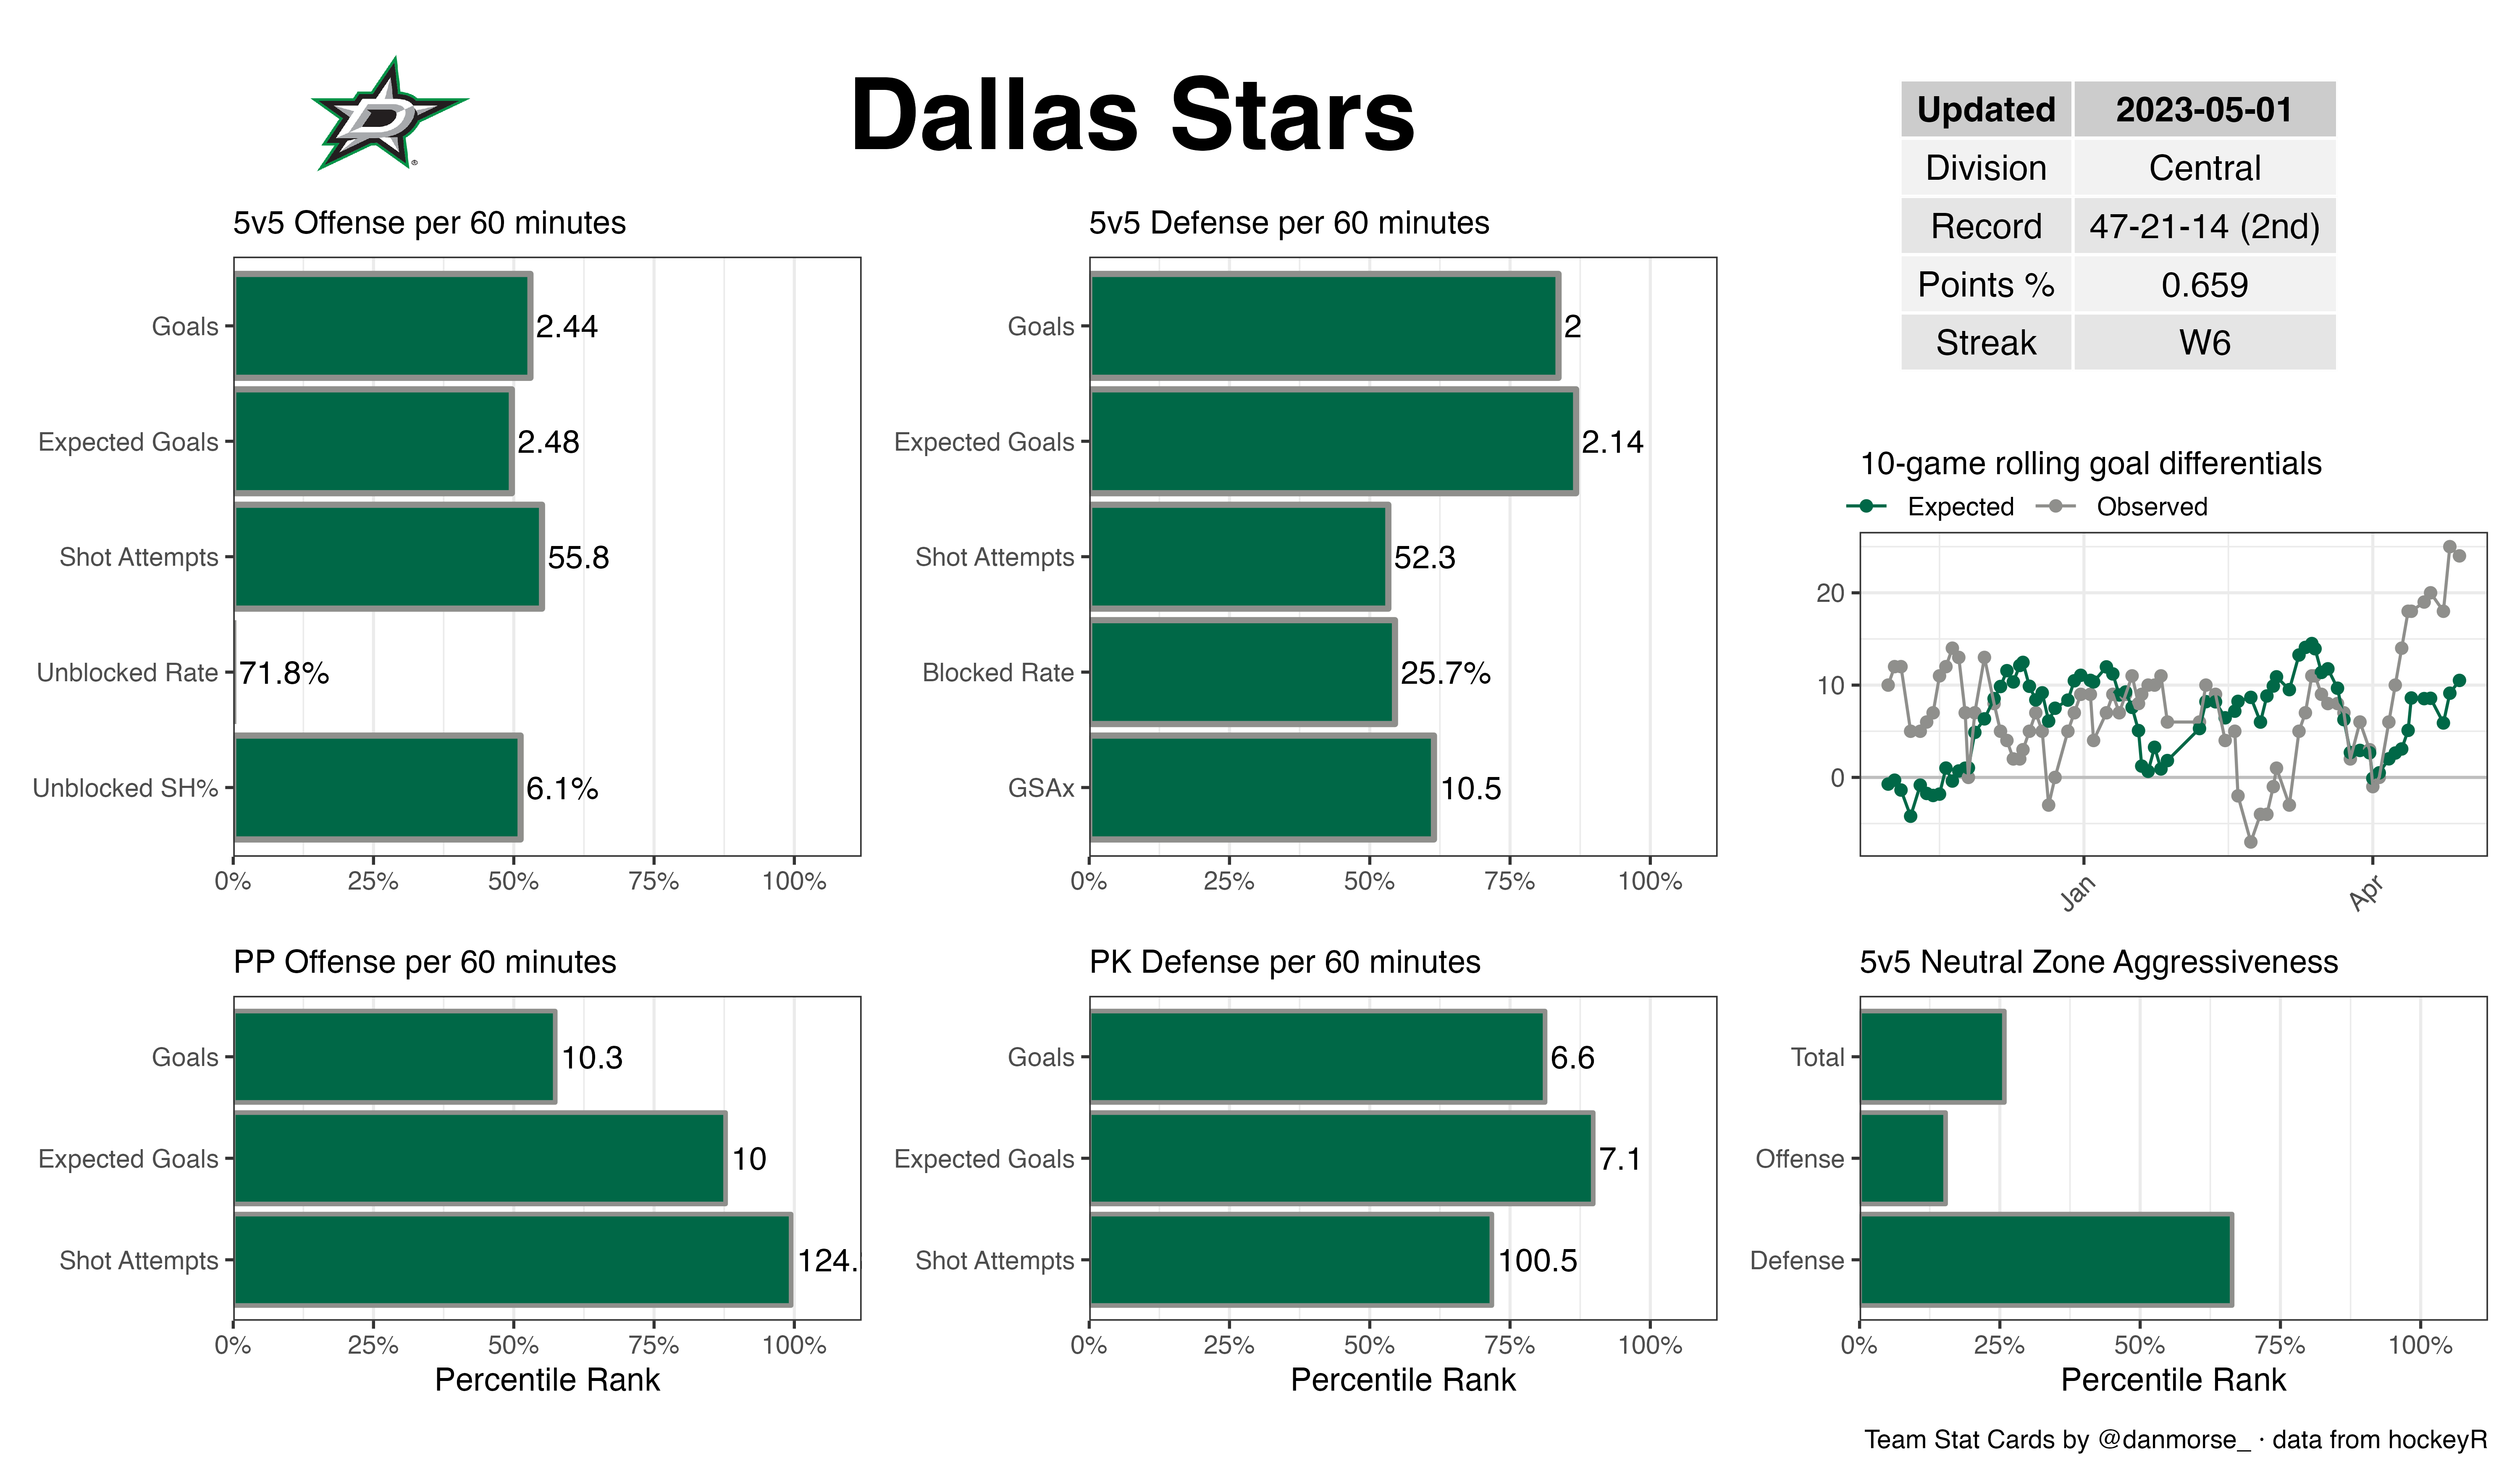 Dallas Stars
Updated 2023-05-01
Division Central
Record 47-21-14 (2nd)
Points % 0.659
Streak W6
5v5 Offense per 60 minutes
Goals 2.44
Expected Goals 2.48
Shot Attempts 55.8
Unblocked Rate 71.8%
Unblocked SH% 6.1%
0% 25% 50% 75% 100%
5v5 Defense per 60 minutes
Goals 2
Expected Goals 2.14
Shot Attempts 52.3
Blocked Rate 25.7%
GSAx 10.5
0% 25% 50% 75% 100%
10-game rolling goal differentials
Expected Observed
20
10
0
Jan Apr
PP Offense per 60 minutes
Goals 10.3
Expected Goals 10
Shot Attempts 124.
0% 25% 50% 75% 100%
Percentile Rank
PK Defense per 60 minutes
Goals 6.6
Expected Goals 7.1
Shot Attempts 100.5
0% 25% 50% 75% 100%
Percentile Rank
5v5 Neutral Zone Aggressiveness
Total
Offense
Defense
0% 25% 50% 75% 100%
Percentile Rank
Team Stat Cards by @danmorse_ · data from hockeyR